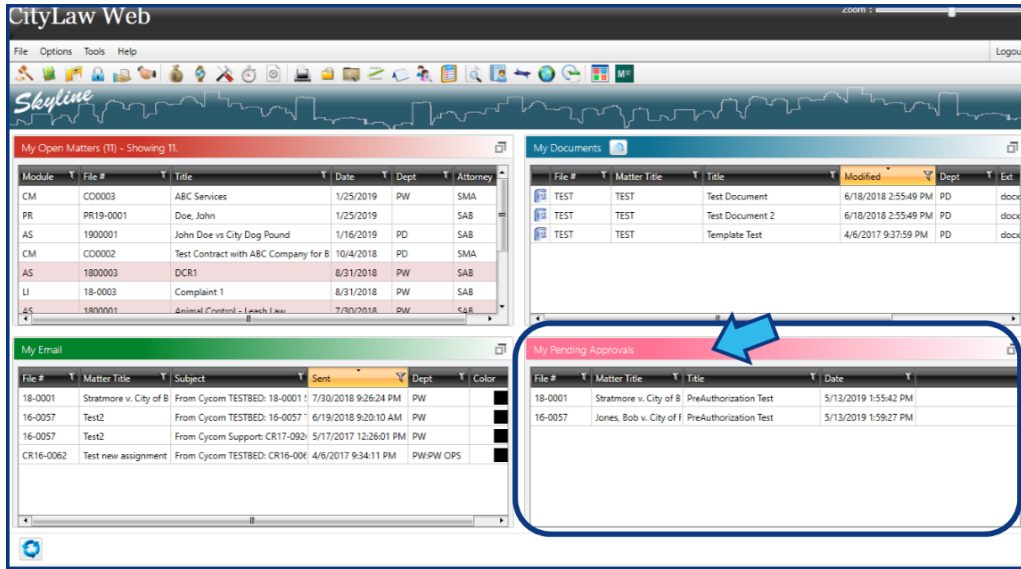 CityLaw Web
Zoom :
File Options Tools Help Logou
Skyline
My Open Matters (11) - Showing 11.
Module File # Title Date Dept Attorney
CM CO0003 ABC Services 1/25/2019 PW SMA
PR PR19-0001 Doe, John 1/25/2019 SAB
AS 1900001 John Doe vs City Dog Pound 1/16/2019 PD SAB
CM CO0002 Test Contract with ABC Company for B 10/4/2018 PD SMA
AS 1800003 DCR1 8/31/2018 PW SAB
LI 18-0003 Complaint 1 8/31/2018 PW SAB
AS 1800001 Animal Control - Leash Law 7/30/2018 PW SAB
My Documents
File # Matter Title Title Modified Dept Ext
TEST TEST Test Document 6/18/2018 2:55:49 PM PD docx
TEST TEST Test Document 2 6/18/2018 2:55:49 PM PD docx
TEST TEST Template Test 4/6/2017 9:37:59 PM PD docx
My Email
File # Matter Title Subject Sent Dept Color
18-0001 Stratmore v. City of B From Cycom TESTBED: 18-0001 7/30/2018 9:26:24 PM PW
16-0057 Test2 From Cycom TESTBED: 16-0057 6/19/2018 9:20:10 AM PW
16-0057 Test2 From Cycom Support: CR17-092 5/17/2017 12:26:01 PM PW
CR16-0062 Test new assignment From Cycom TESTBED: CR16-006 4/6/2017 9:34:11 PM PW:PW OPS
My Pending Approvals
File # Matter Title Title Date
18-0001 Stratmore v. City of B PreAuthorization Test 5/13/2019 1:55:42 PM
16-0057 Jones, Bob v. City of PreAuthorization Test 5/13/2019 1:59:27 PM